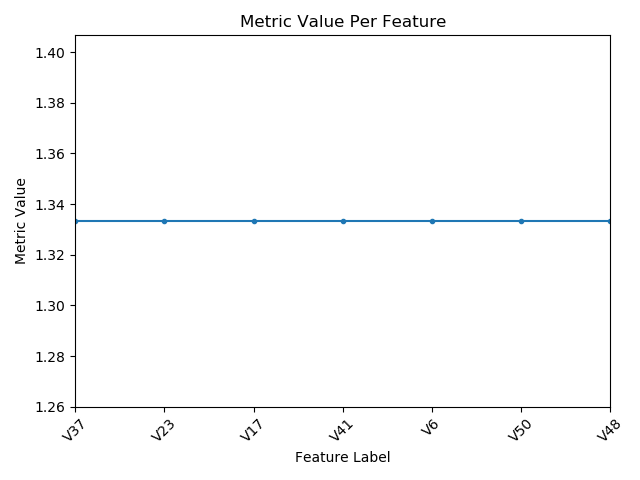 Metric Value Per Feature
1.40
1.38
1.36
1.34
1.32
1.30
1.28
1.26
Metric Value
V37 V23 V17 V41 V6 V50 V48
Feature Label